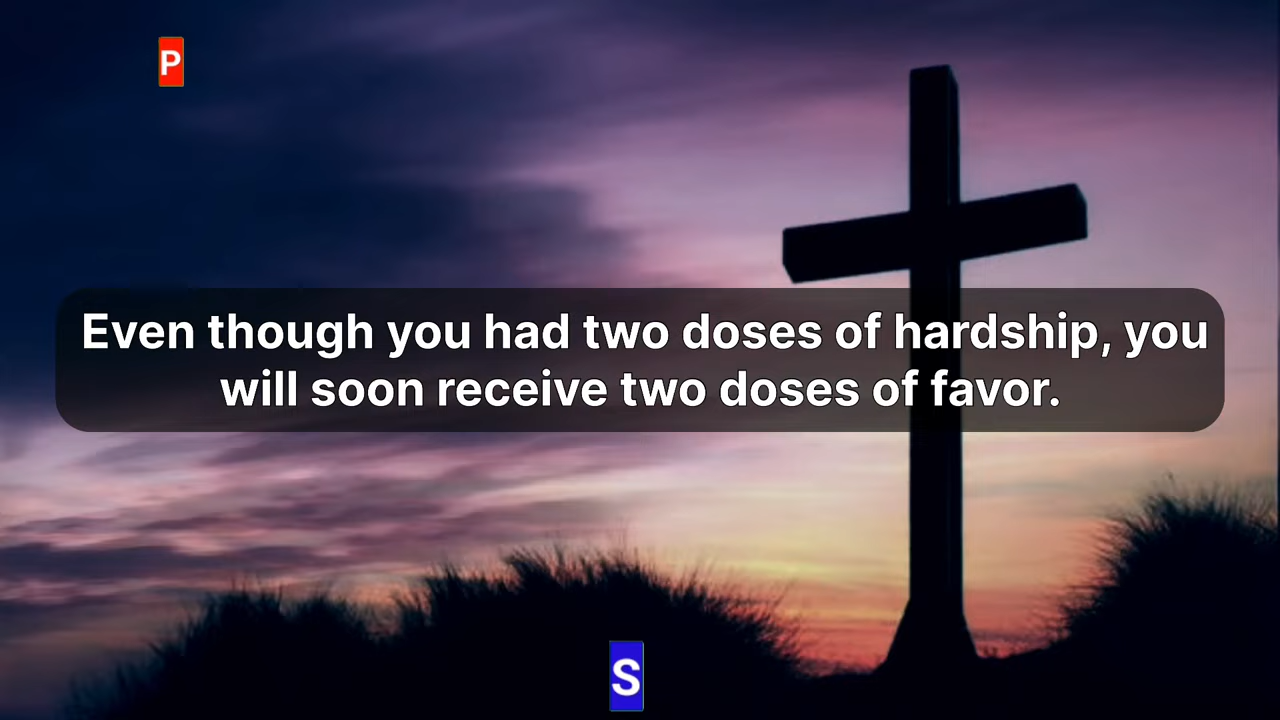 P
Even though you had two doses of hardship, you
will soon receive two doses of favor.
S